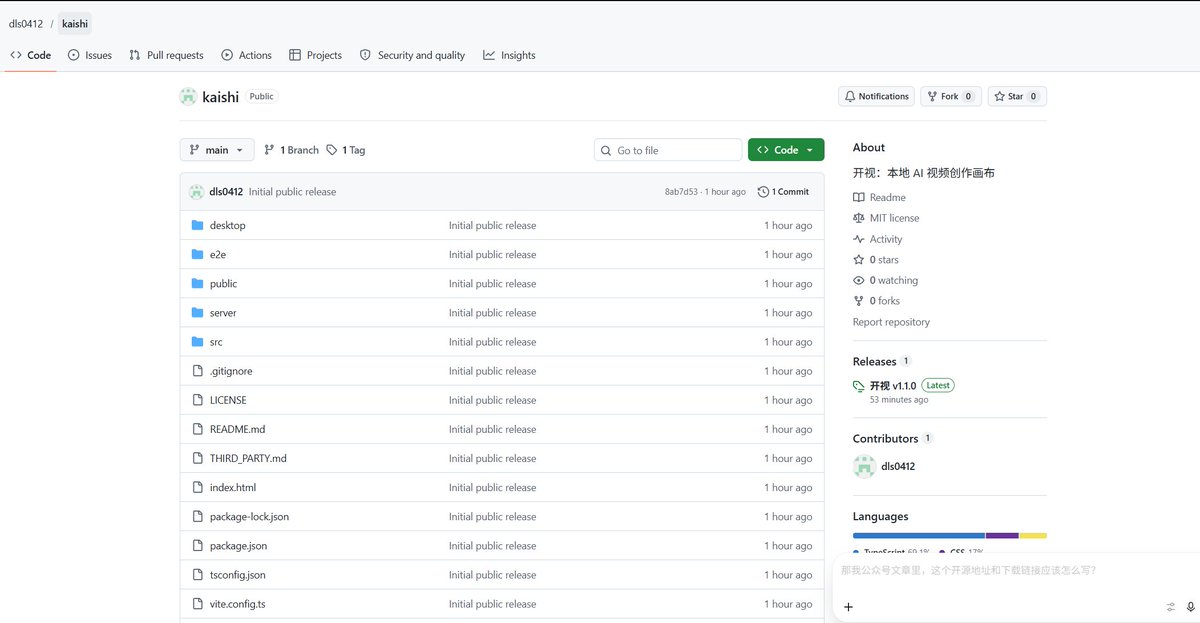 dls0412 / kaishi
Code Issues Pull requests Actions Projects Security and quality Insights
kaishi Public
Notifications Fork 0 Star 0
main 1 Branch 1 Tag Go to file Code
dls0412 Initial public release 8ab7d53 · 1 hour ago 1 Commit
desktop Initial public release 1 hour ago
e2e Initial public release 1 hour ago
public Initial public release 1 hour ago
server Initial public release 1 hour ago
src Initial public release 1 hour ago
.gitignore Initial public release 1 hour ago
LICENSE Initial public release 1 hour ago
README.md Initial public release 1 hour ago
THIRD_PARTY.md Initial public release 1 hour ago
index.html Initial public release 1 hour ago
package-lock.json Initial public release 1 hour ago
package.json Initial public release 1 hour ago
tsconfig.json Initial public release 1 hour ago
vite.config.ts Initial public release 1 hour ago
About
开视：本地 AI 视频创作画布
Readme
MIT license
Activity
0 stars
0 watching
0 forks
Report repository
Releases 1
开视 v1.1.0 Latest
53 minutes ago
Contributors 1
dls0412
Languages
TypeScript 69.1% CSS 17%
那我公众号文章里，这个开源地址和下载链接应该怎么写？